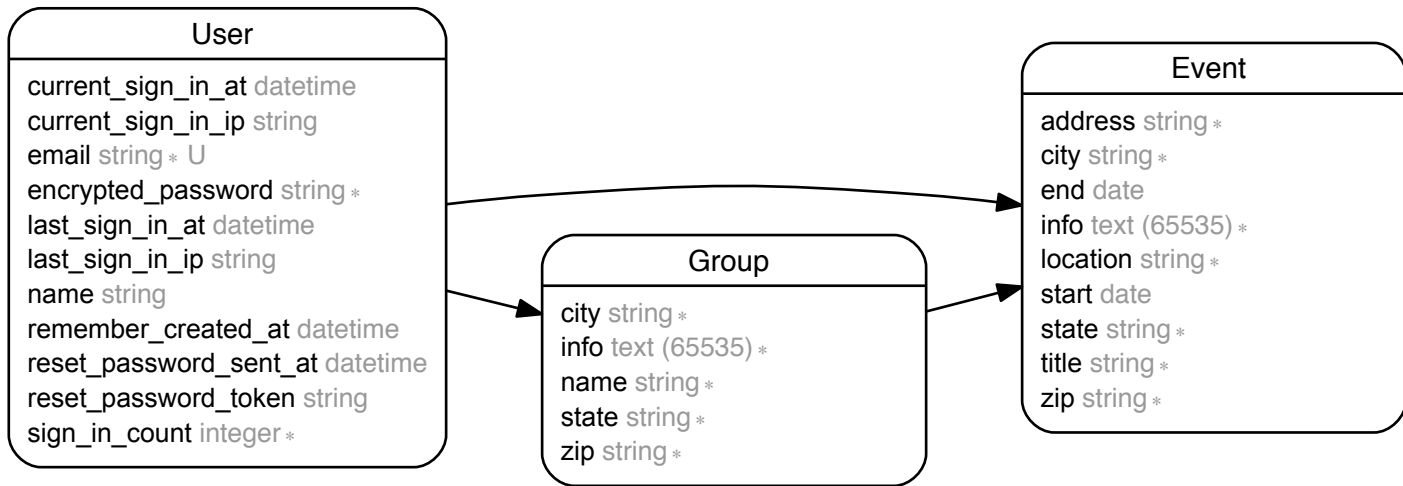 User
current_sign_in_at datetime
current_sign_in_ip string
email string * U
encrypted_password string *
last_sign_in_at datetime
last_sign_in_ip string
name string
remember_created_at datetime
reset_password_sent_at datetime
reset_password_token string
sign_in_count integer *
Group
city string *
info text (65535) *
name string *
state string *
zip string *
Event
address string *
city string *
end date
info text (65535) *
location string *
start date
state string *
title string *
zip string *